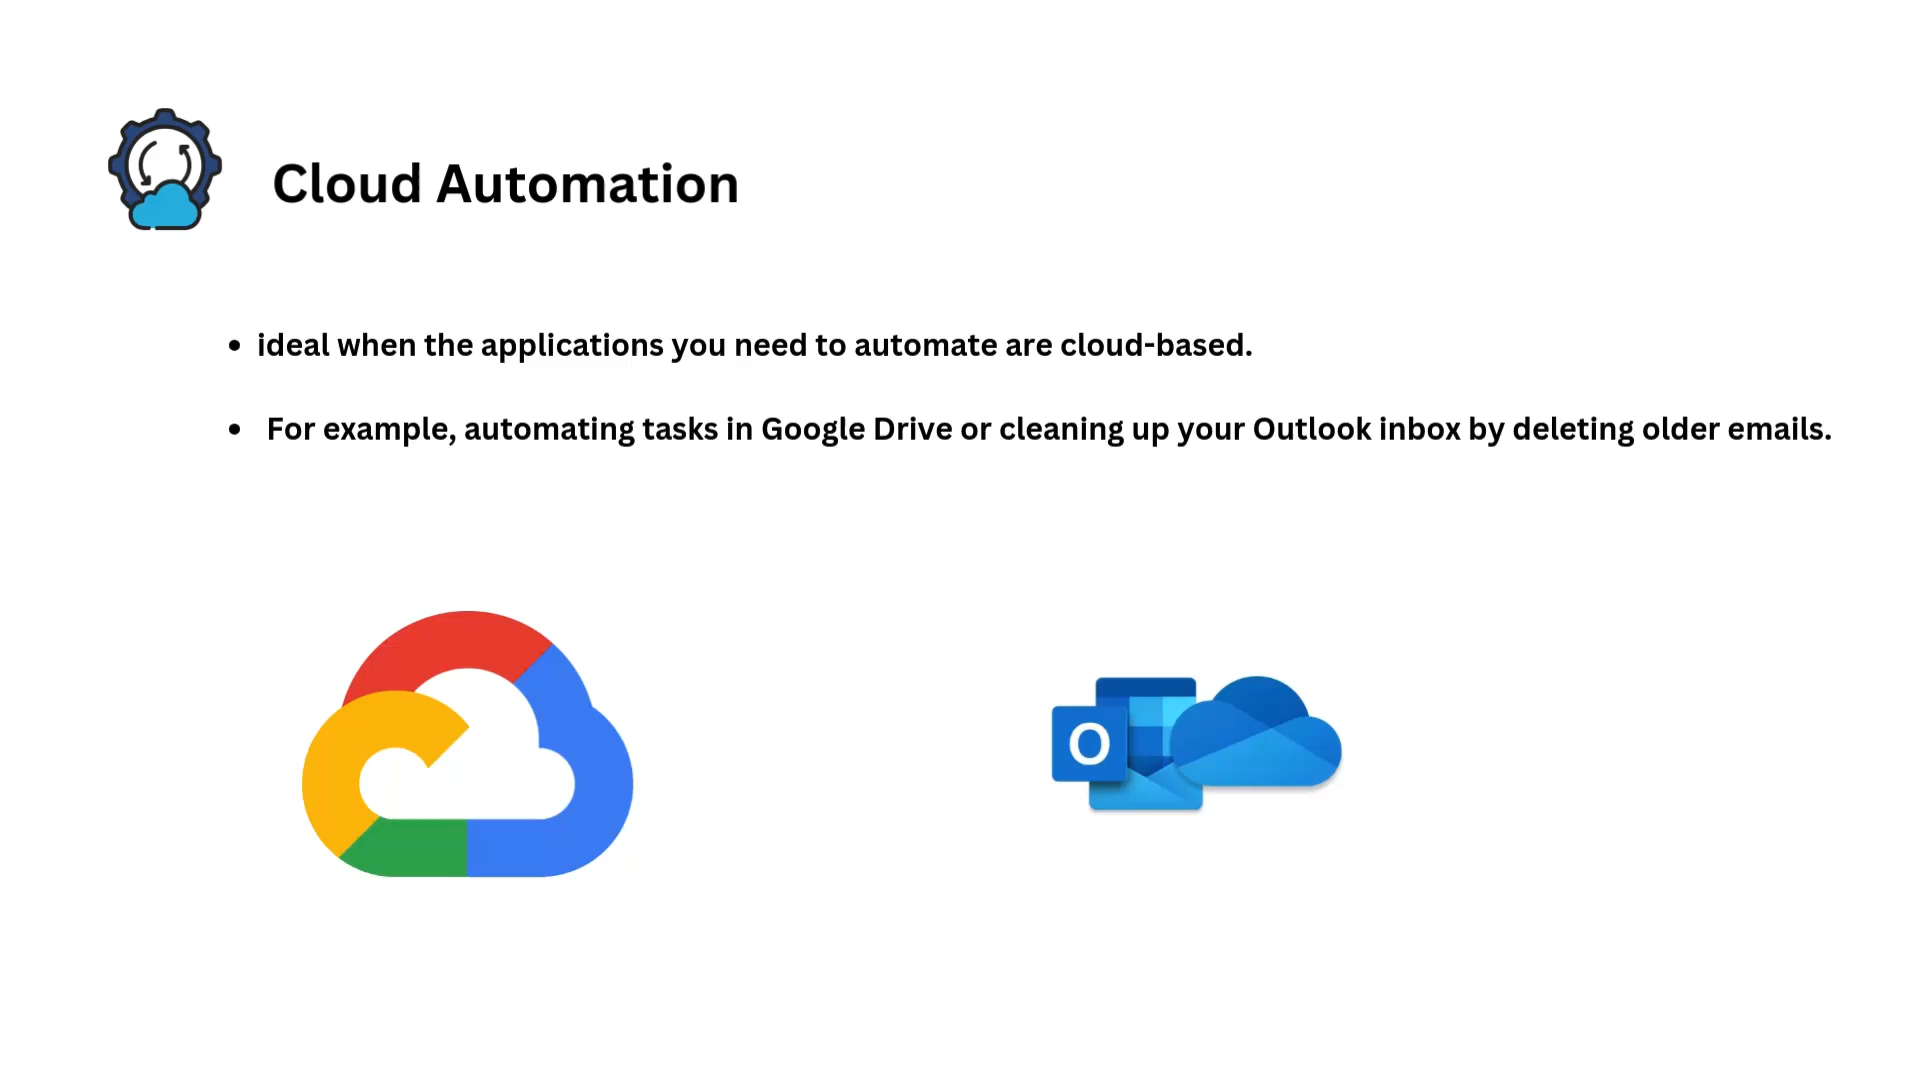 Cloud Automation
• ideal when the applications you need to automate are cloud-based.
• For example, automating tasks in Google Drive or cleaning up your Outlook inbox by deleting older emails.
O